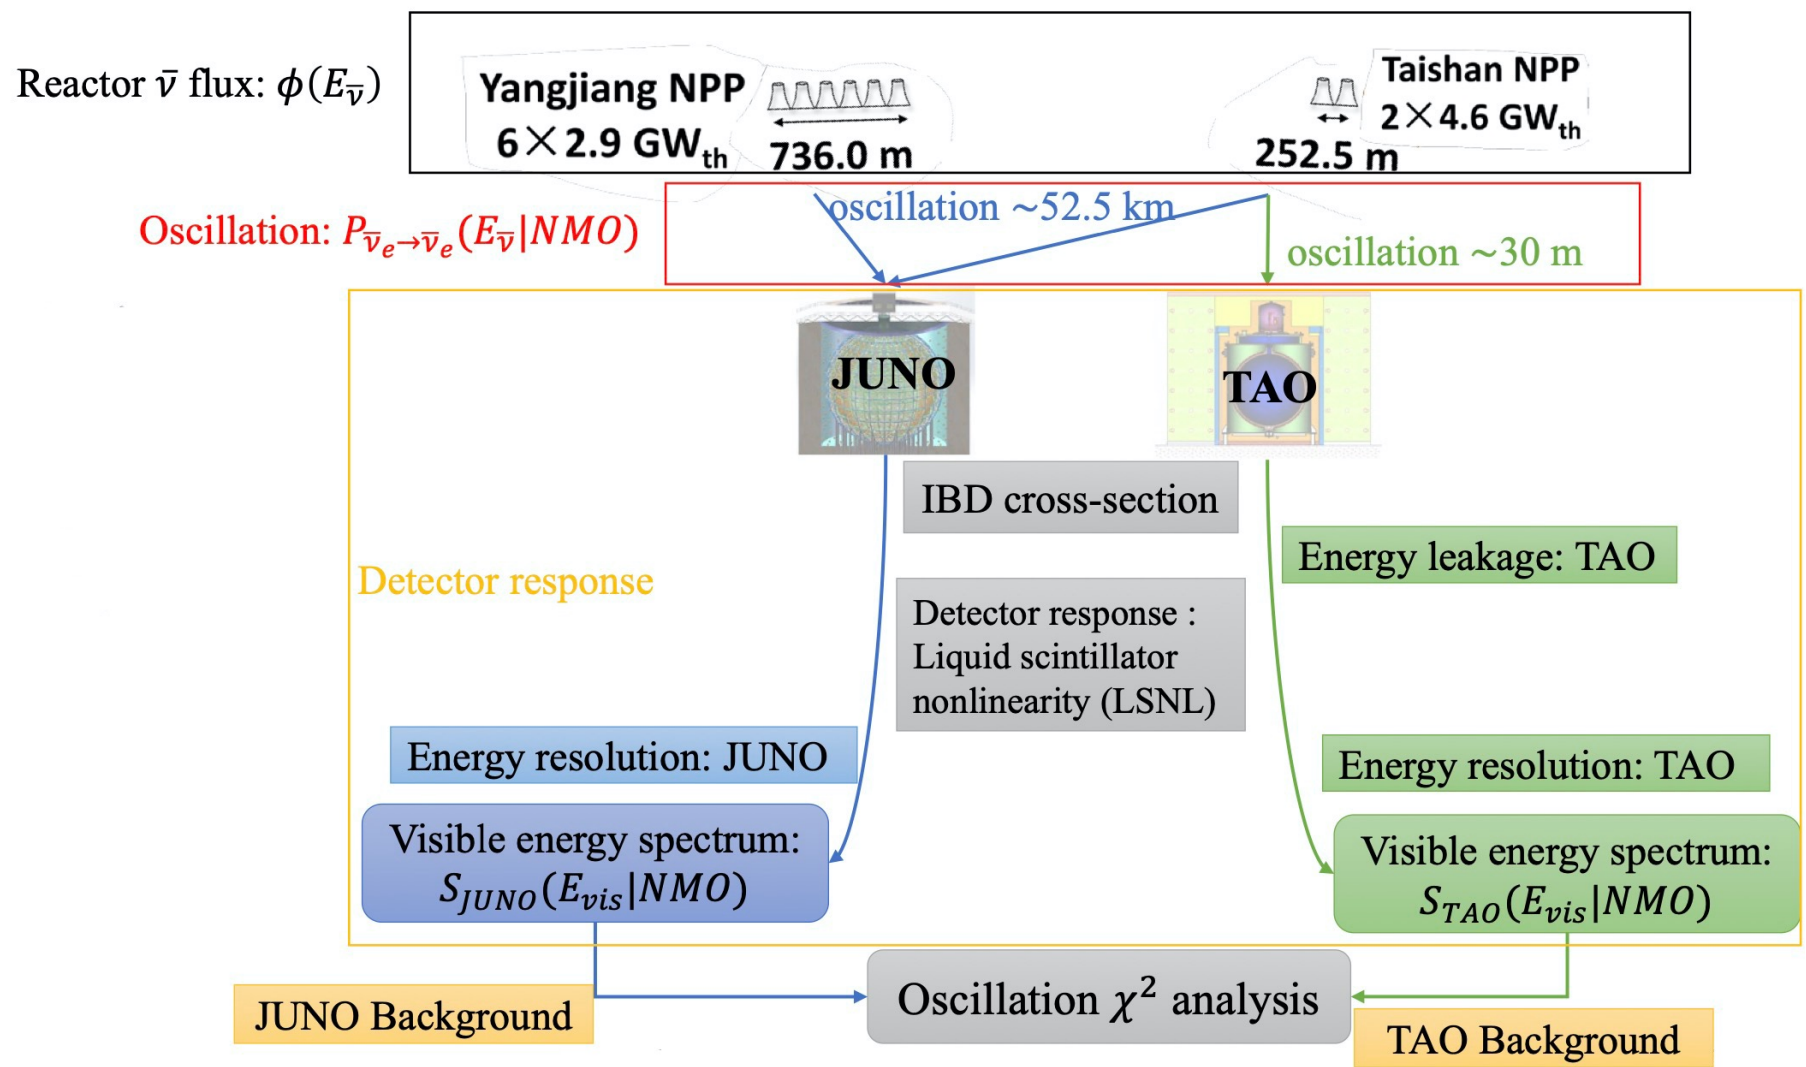 Reactor ν̅ flux: ϕ(E_ν̅)
Yangjiang NPP
6×2.9 GW_th
736.0 m
Taishan NPP
2×4.6 GW_th
252.5 m
Oscillation: P_ν̅ₑ→ν̅ₑ(E_ν̅|NMO)
oscillation ~52.5 km
oscillation ~30 m
JUNO
TAO
IBD cross-section
Energy leakage: TAO
Detector response
Detector response :
Liquid scintillator
nonlinearity (LSNL)
Energy resolution: JUNO
Energy resolution: TAO
Visible energy spectrum:
S_JUNO(E_vis|NMO)
Visible energy spectrum:
S_TAO(E_vis|NMO)
JUNO Background
Oscillation χ² analysis
TAO Background